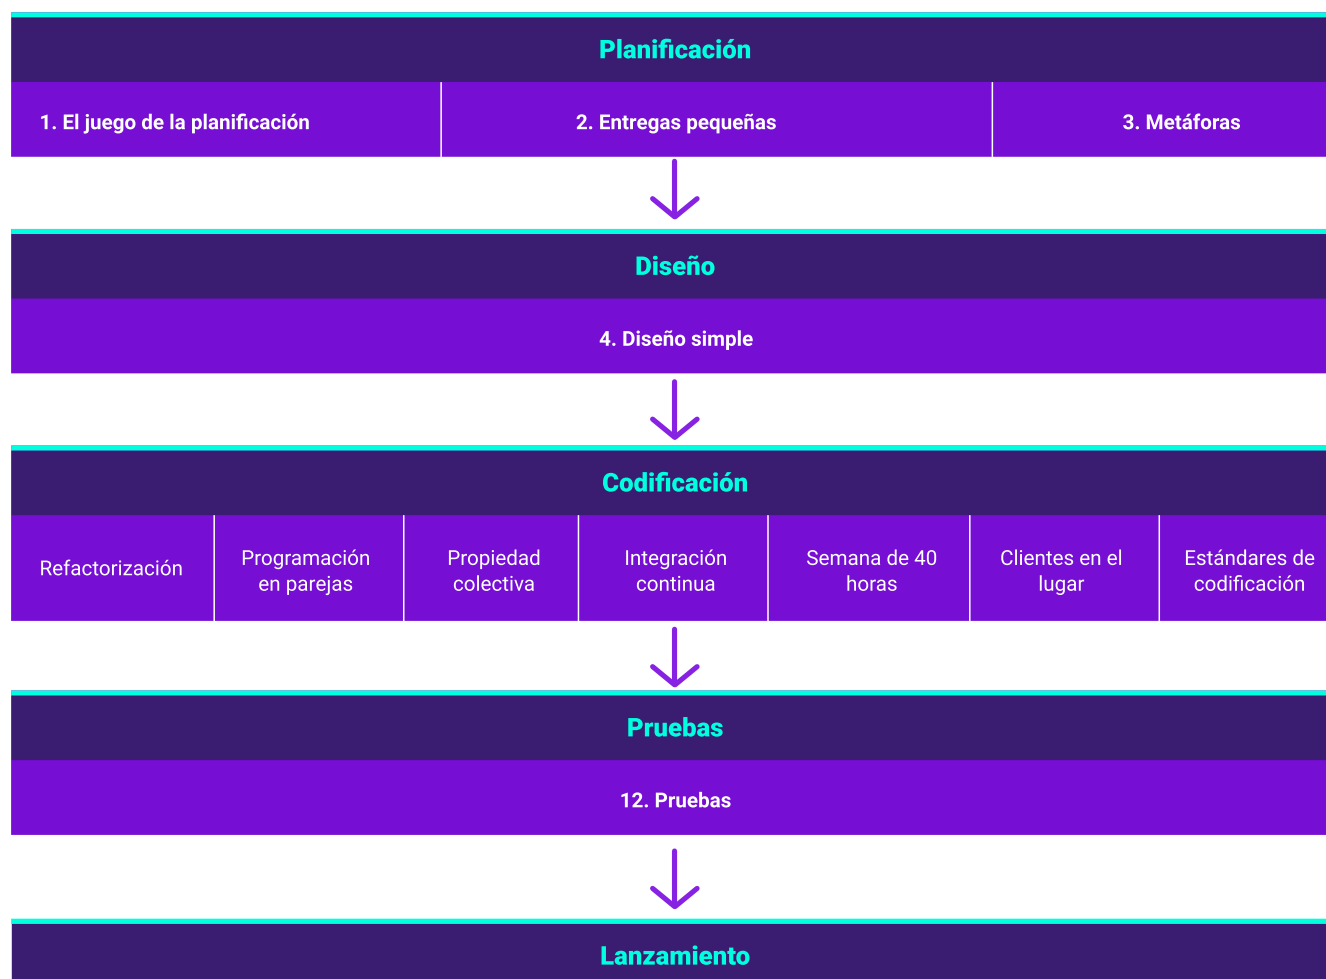 Planificación
1. El juego de la planificación
2. Entregas pequeñas
3. Metáforas
Diseño
4. Diseño simple
Codificación
Refactorización
Programación
en parejas
Propiedad
colectiva
Integración
continua
Semana de 40
horas
Clientes en el
lugar
Estándares de
codificación
Pruebas
12. Pruebas
Lanzamiento